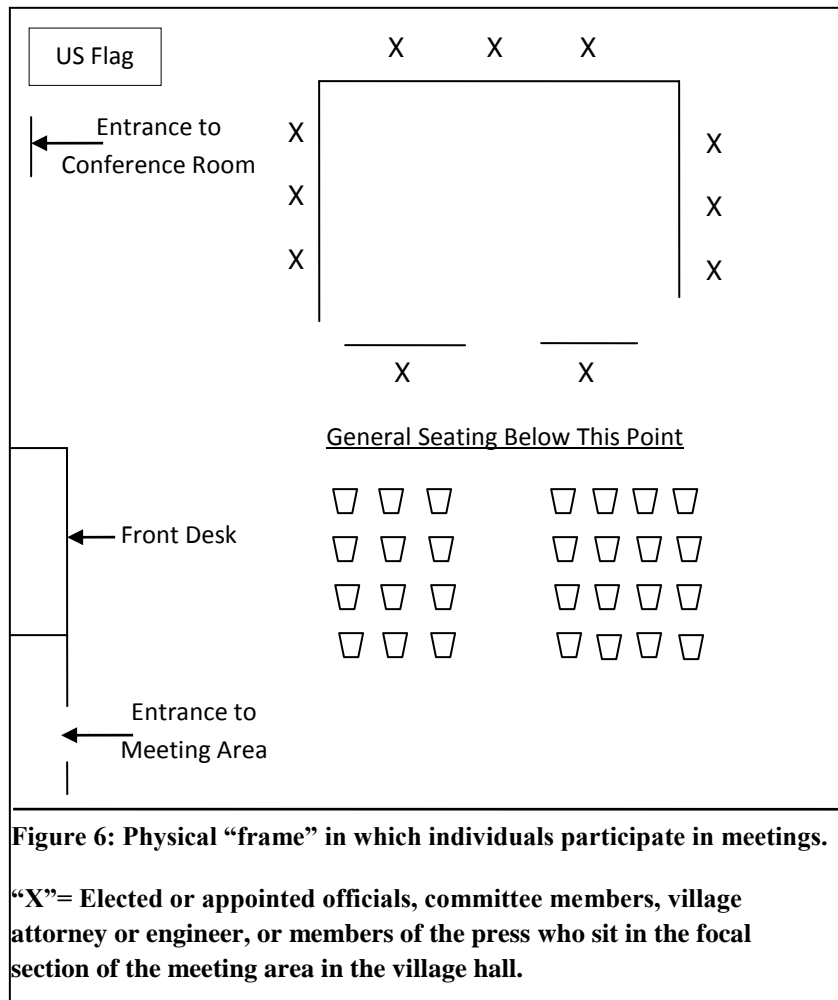 US Flag
X X X
Entrance to
Conference Room
X X
X X
X X
X X
General Seating Below This Point
Front Desk
Entrance to
Meeting Area
Figure 6: Physical “frame” in which individuals participate in meetings.
“X”= Elected or appointed officials, committee members, village
attorney or engineer, or members of the press who sit in the focal
section of the meeting area in the village hall.